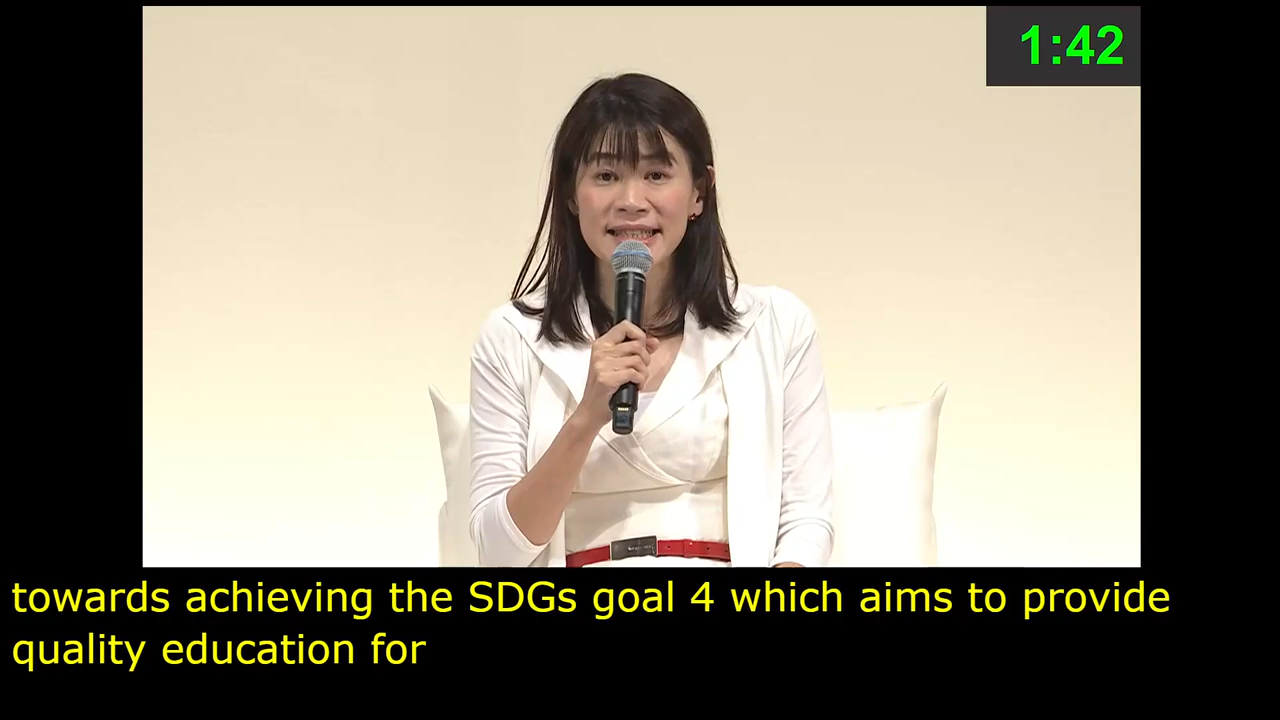 1:42
towards achieving the SDGs goal 4 which aims to provide
quality education for